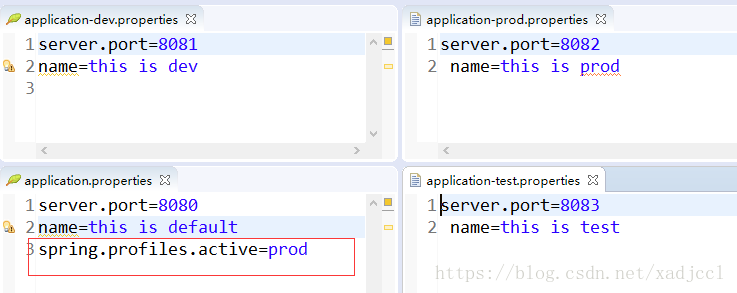 application-dev.properties
1 server.port=8081
2 name=this is dev
3
application-prod.properties
1 server.port=8082
2  name=this is prod
application.properties
1 server.port=8080
2 name=this is default
3 spring.profiles.active=prod
application-test.properties
1 server.port=8083
2  name=this is test
https://blog.csdn.net/xadjccl